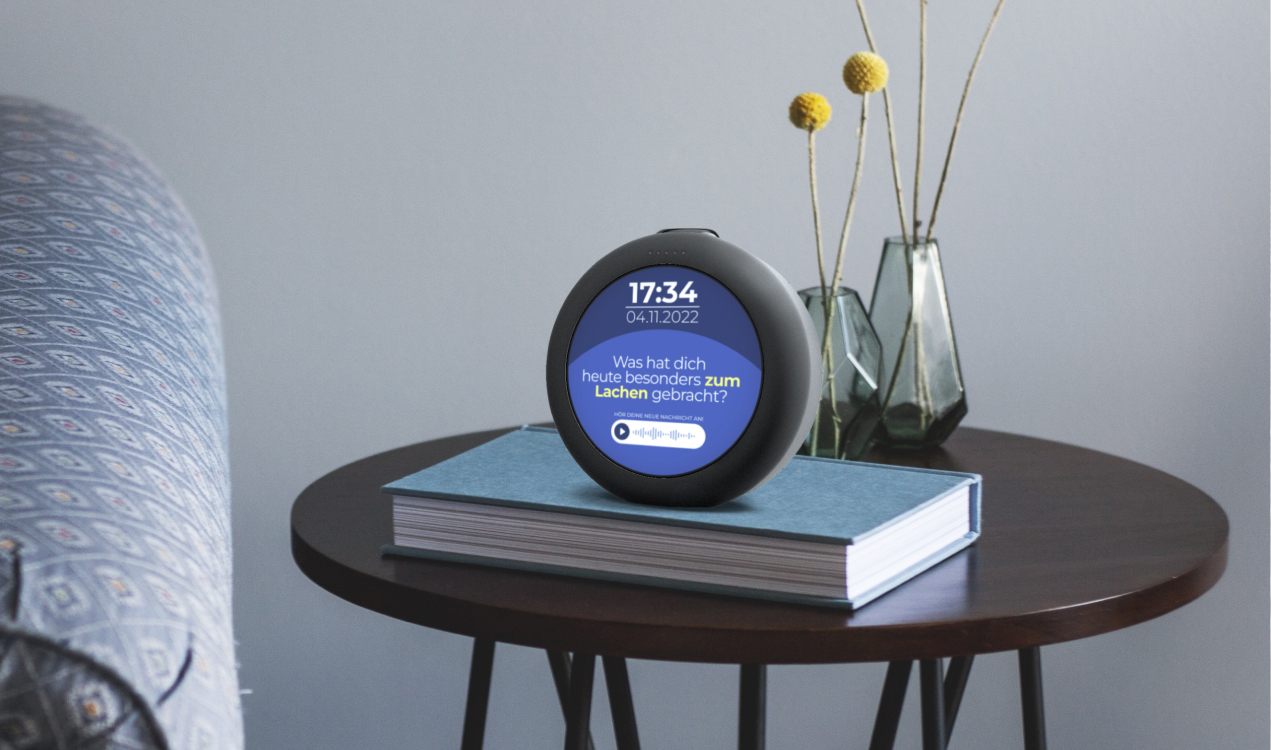 17:34
04.11.2022
Was hat dich
heute besonders zum
Lachen gebracht?
HÖR DEINE NEUE NACHRICHT AN!